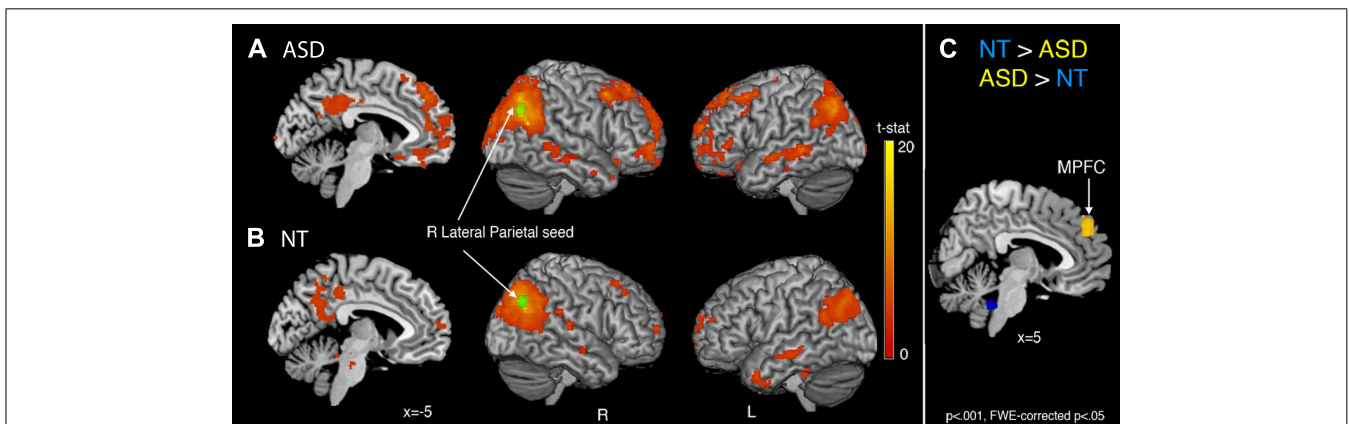 A ASD
t-stat
20
0
R Lateral Parietal seed
B NT
x=-5
R
L
C NT > ASD
ASD > NT
MPFC
x=5
p<.001, FWE-corrected p<.05